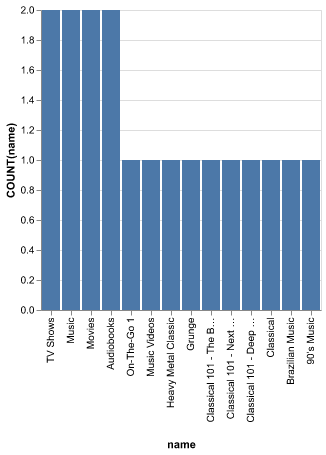 2.0
1.8
1.6
1.4
1.2
1.0
0.8
0.6
0.4
0.2
0.0
COUNT(name)
TV Shows
Music
Movies
Audiobooks
On-The-Go 1
Music Videos
Heavy Metal Classic
Grunge
Classical 101 - The B…
Classical 101 - Next …
Classical 101 - Deep …
Classical
Brazilian Music
90's Music
name